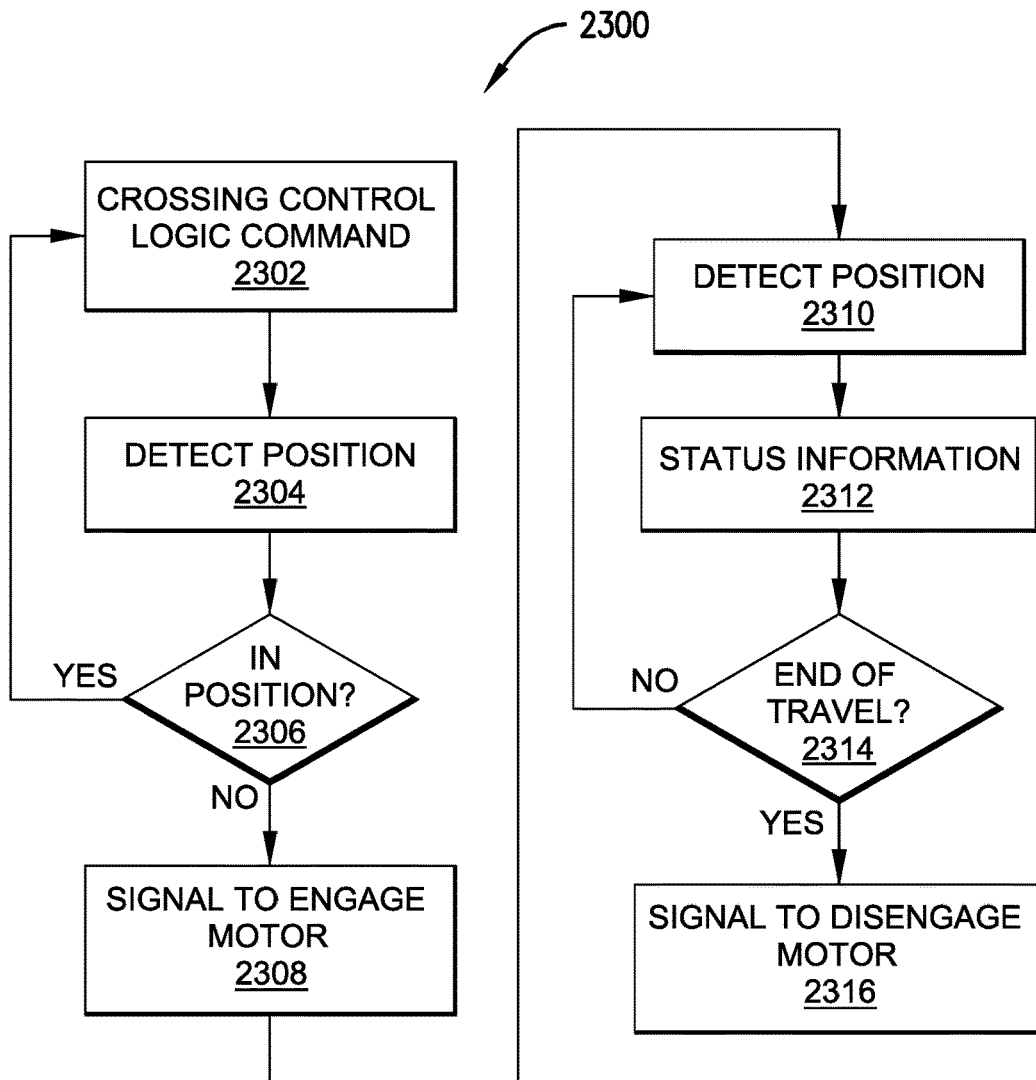 2300
CROSSING CONTROL
LOGIC COMMAND
2302
DETECT POSITION
2304
YES
IN
POSITION?
2306
NO
SIGNAL TO ENGAGE
MOTOR
2308
DETECT POSITION
2310
STATUS INFORMATION
2312
NO
END OF
TRAVEL?
2314
YES
SIGNAL TO DISENGAGE
MOTOR
2316